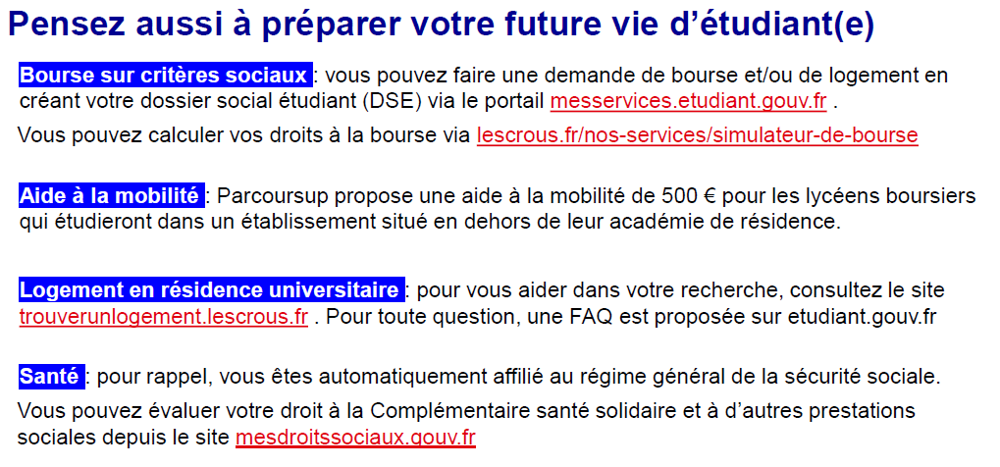 Pensez aussi à préparer votre future vie d’étudiant(e)
Bourse sur critères sociaux : vous pouvez faire une demande de bourse et/ou de logement en
créant votre dossier social étudiant (DSE) via le portail messervices.etudiant.gouv.fr .
Vous pouvez calculer vos droits à la bourse via lescrous.fr/nos-services/simulateur-de-bourse
Aide à la mobilité : Parcoursup propose une aide à la mobilité de 500 € pour les lycéens boursiers
qui étudieront dans un établissement situé en dehors de leur académie de résidence.
Logement en résidence universitaire : pour vous aider dans votre recherche, consultez le site
trouverunlogement.lescrous.fr . Pour toute question, une FAQ est proposée sur etudiant.gouv.fr
Santé : pour rappel, vous êtes automatiquement affilié au régime général de la sécurité sociale.
Vous pouvez évaluer votre droit à la Complémentaire santé solidaire et à d’autres prestations
sociales depuis le site mesdroitssociaux.gouv.fr